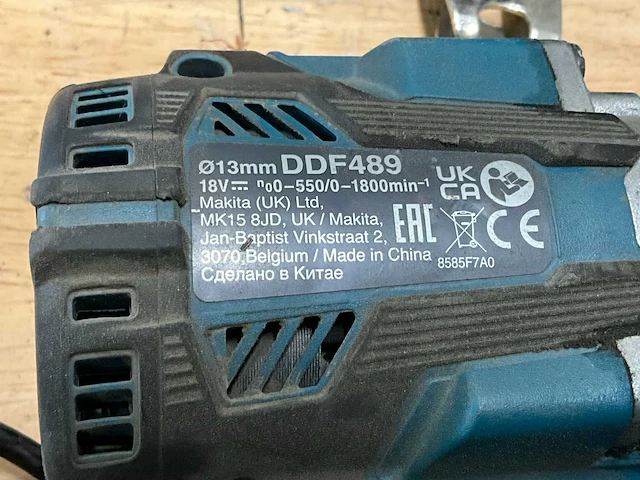 Ø13mm DDF489
18V⎓ n₀0-550/0-1800min⁻¹
Makita (UK) Ltd,
MK15 8JD, UK / Makita,
Jan-Baptist Vinkstraat 2,
3070,Belgium / Made in China
Сделано в Китае
UK
CA
EAC
CE
8585F7A0